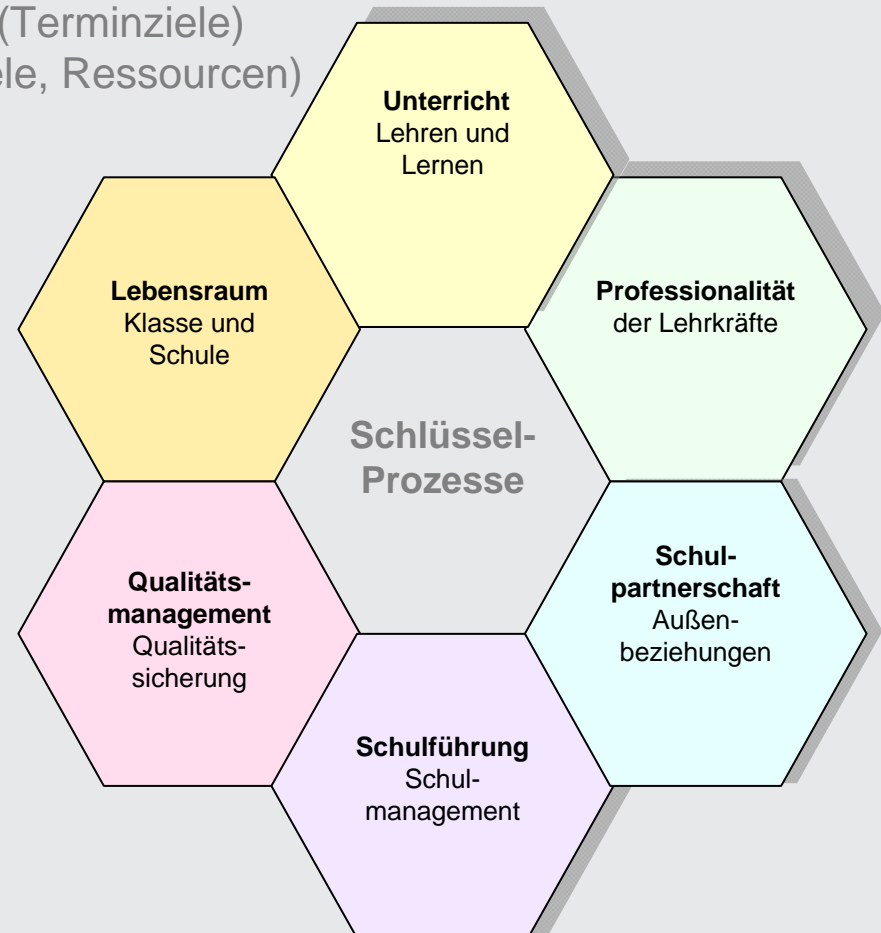 (Terminziele)
ele, Ressourcen)
Unterricht
Lehren und
Lernen
Lebensraum
Klasse und
Schule
Professionalität
der Lehrkräfte
Schlüssel-
Prozesse
Qualitäts-
management
Qualitäts-
sicherung
Schul-
partnerschaft
Außen-
beziehungen
Schulführung
Schul-
management